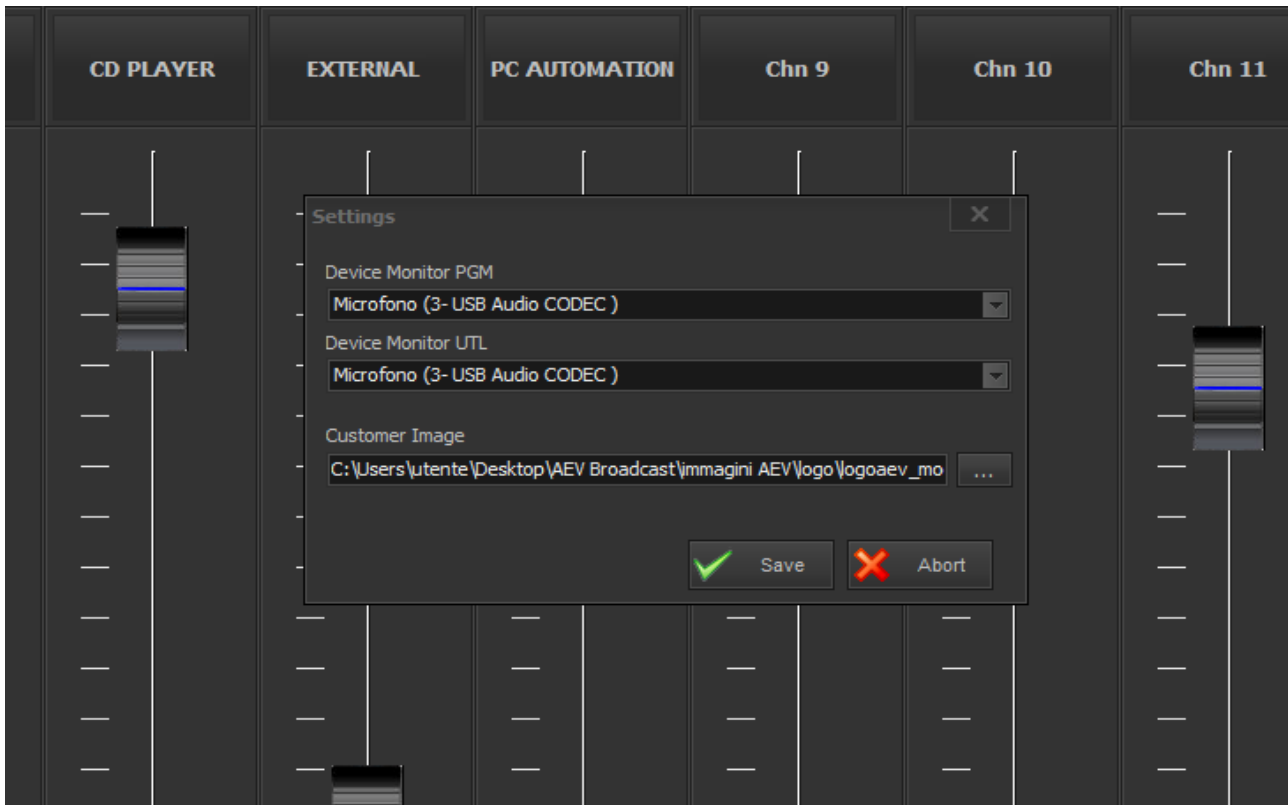 CD PLAYER
EXTERNAL
PC AUTOMATION
Chn 9
Chn 10
Chn 11
Settings
Device Monitor PGM
Microfono (3- USB Audio CODEC )
Device Monitor UTL
Microfono (3- USB Audio CODEC )
Customer Image
C:\Users\utente\Desktop\AEV Broadcast\immagini AEV\logo\logoaev_mo
...
Save
Abort